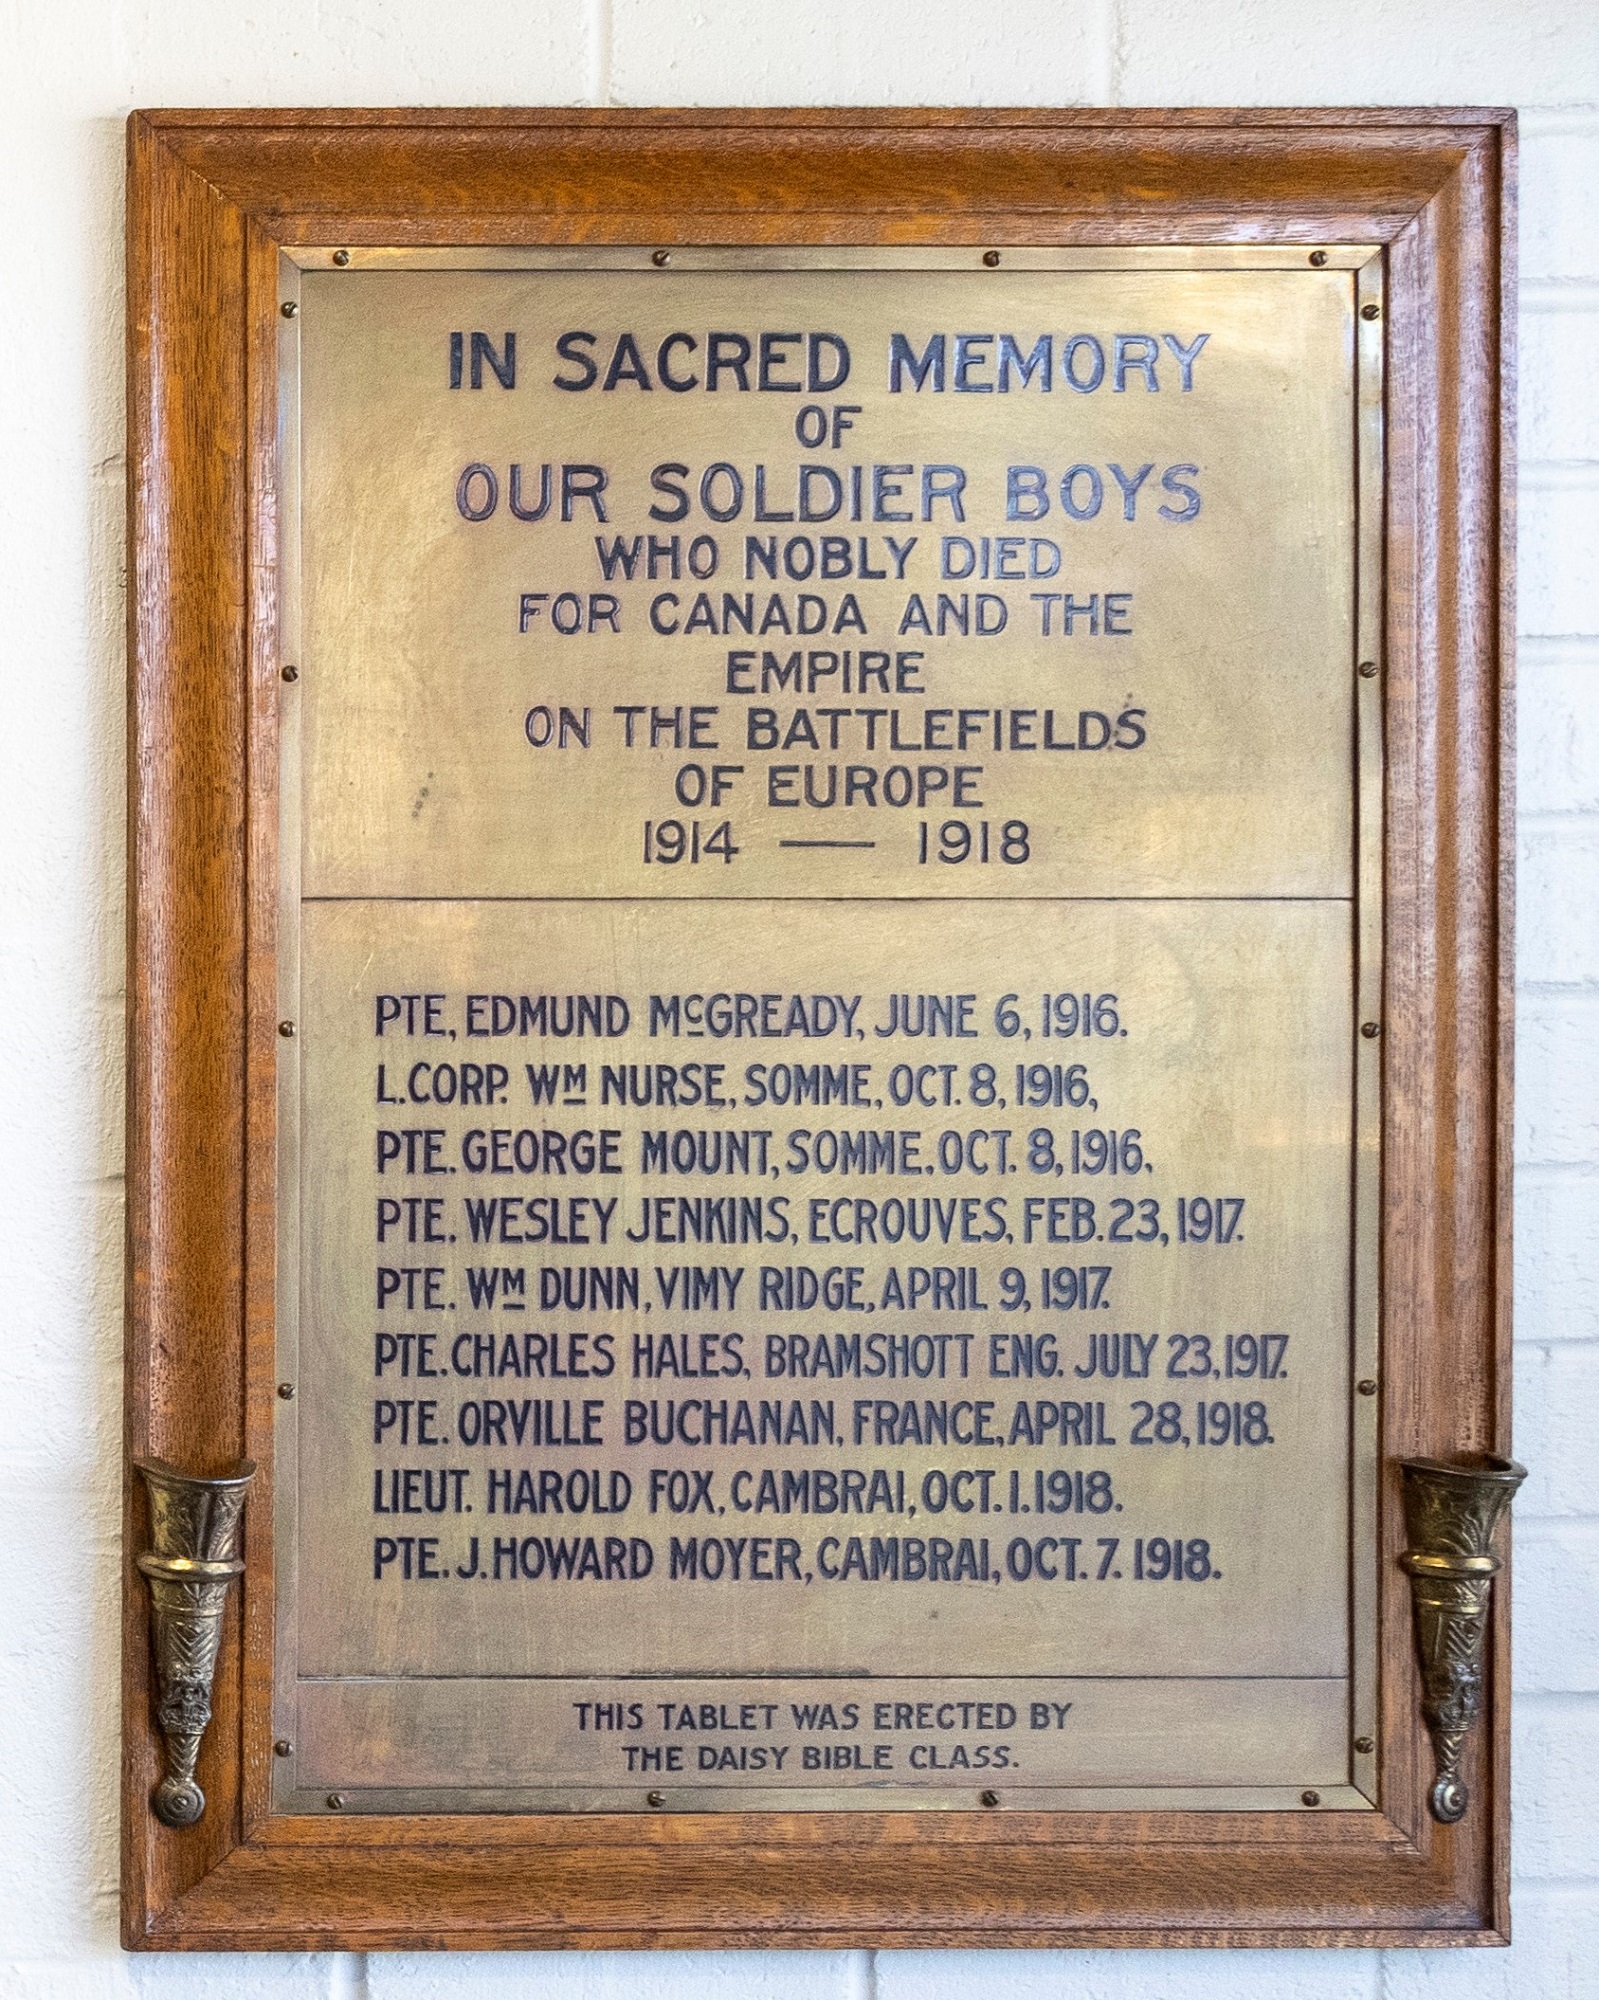 IN SACRED MEMORY
OF
OUR SOLDIER BOYS
WHO NOBLY DIED
FOR CANADA AND THE
EMPIRE
ON THE BATTLEFIELDS
OF EUROPE
1914 — 1918
PTE, EDMUND McGREADY, JUNE 6, 1916.
L.CORP. WM NURSE, SOMME, OCT. 8, 1916,
PTE. GEORGE MOUNT, SOMME. OCT. 8, 1916.
PTE. WESLEY JENKINS, ECROUVES, FEB. 23, 1917.
PTE. WM DUNN, VIMY RIDGE, APRIL 9, 1917.
PTE. CHARLES HALES, BRAMSHOTT ENG. JULY 23, 1917.
PTE. ORVILLE BUCHANAN, FRANCE, APRIL 28, 1918.
LIEUT. HAROLD FOX, CAMBRAI, OCT. 1. 1918.
PTE. J. HOWARD MOYER, CAMBRAI, OCT. 7. 1918.
THIS TABLET WAS ERECTED BY
THE DAISY BIBLE CLASS.